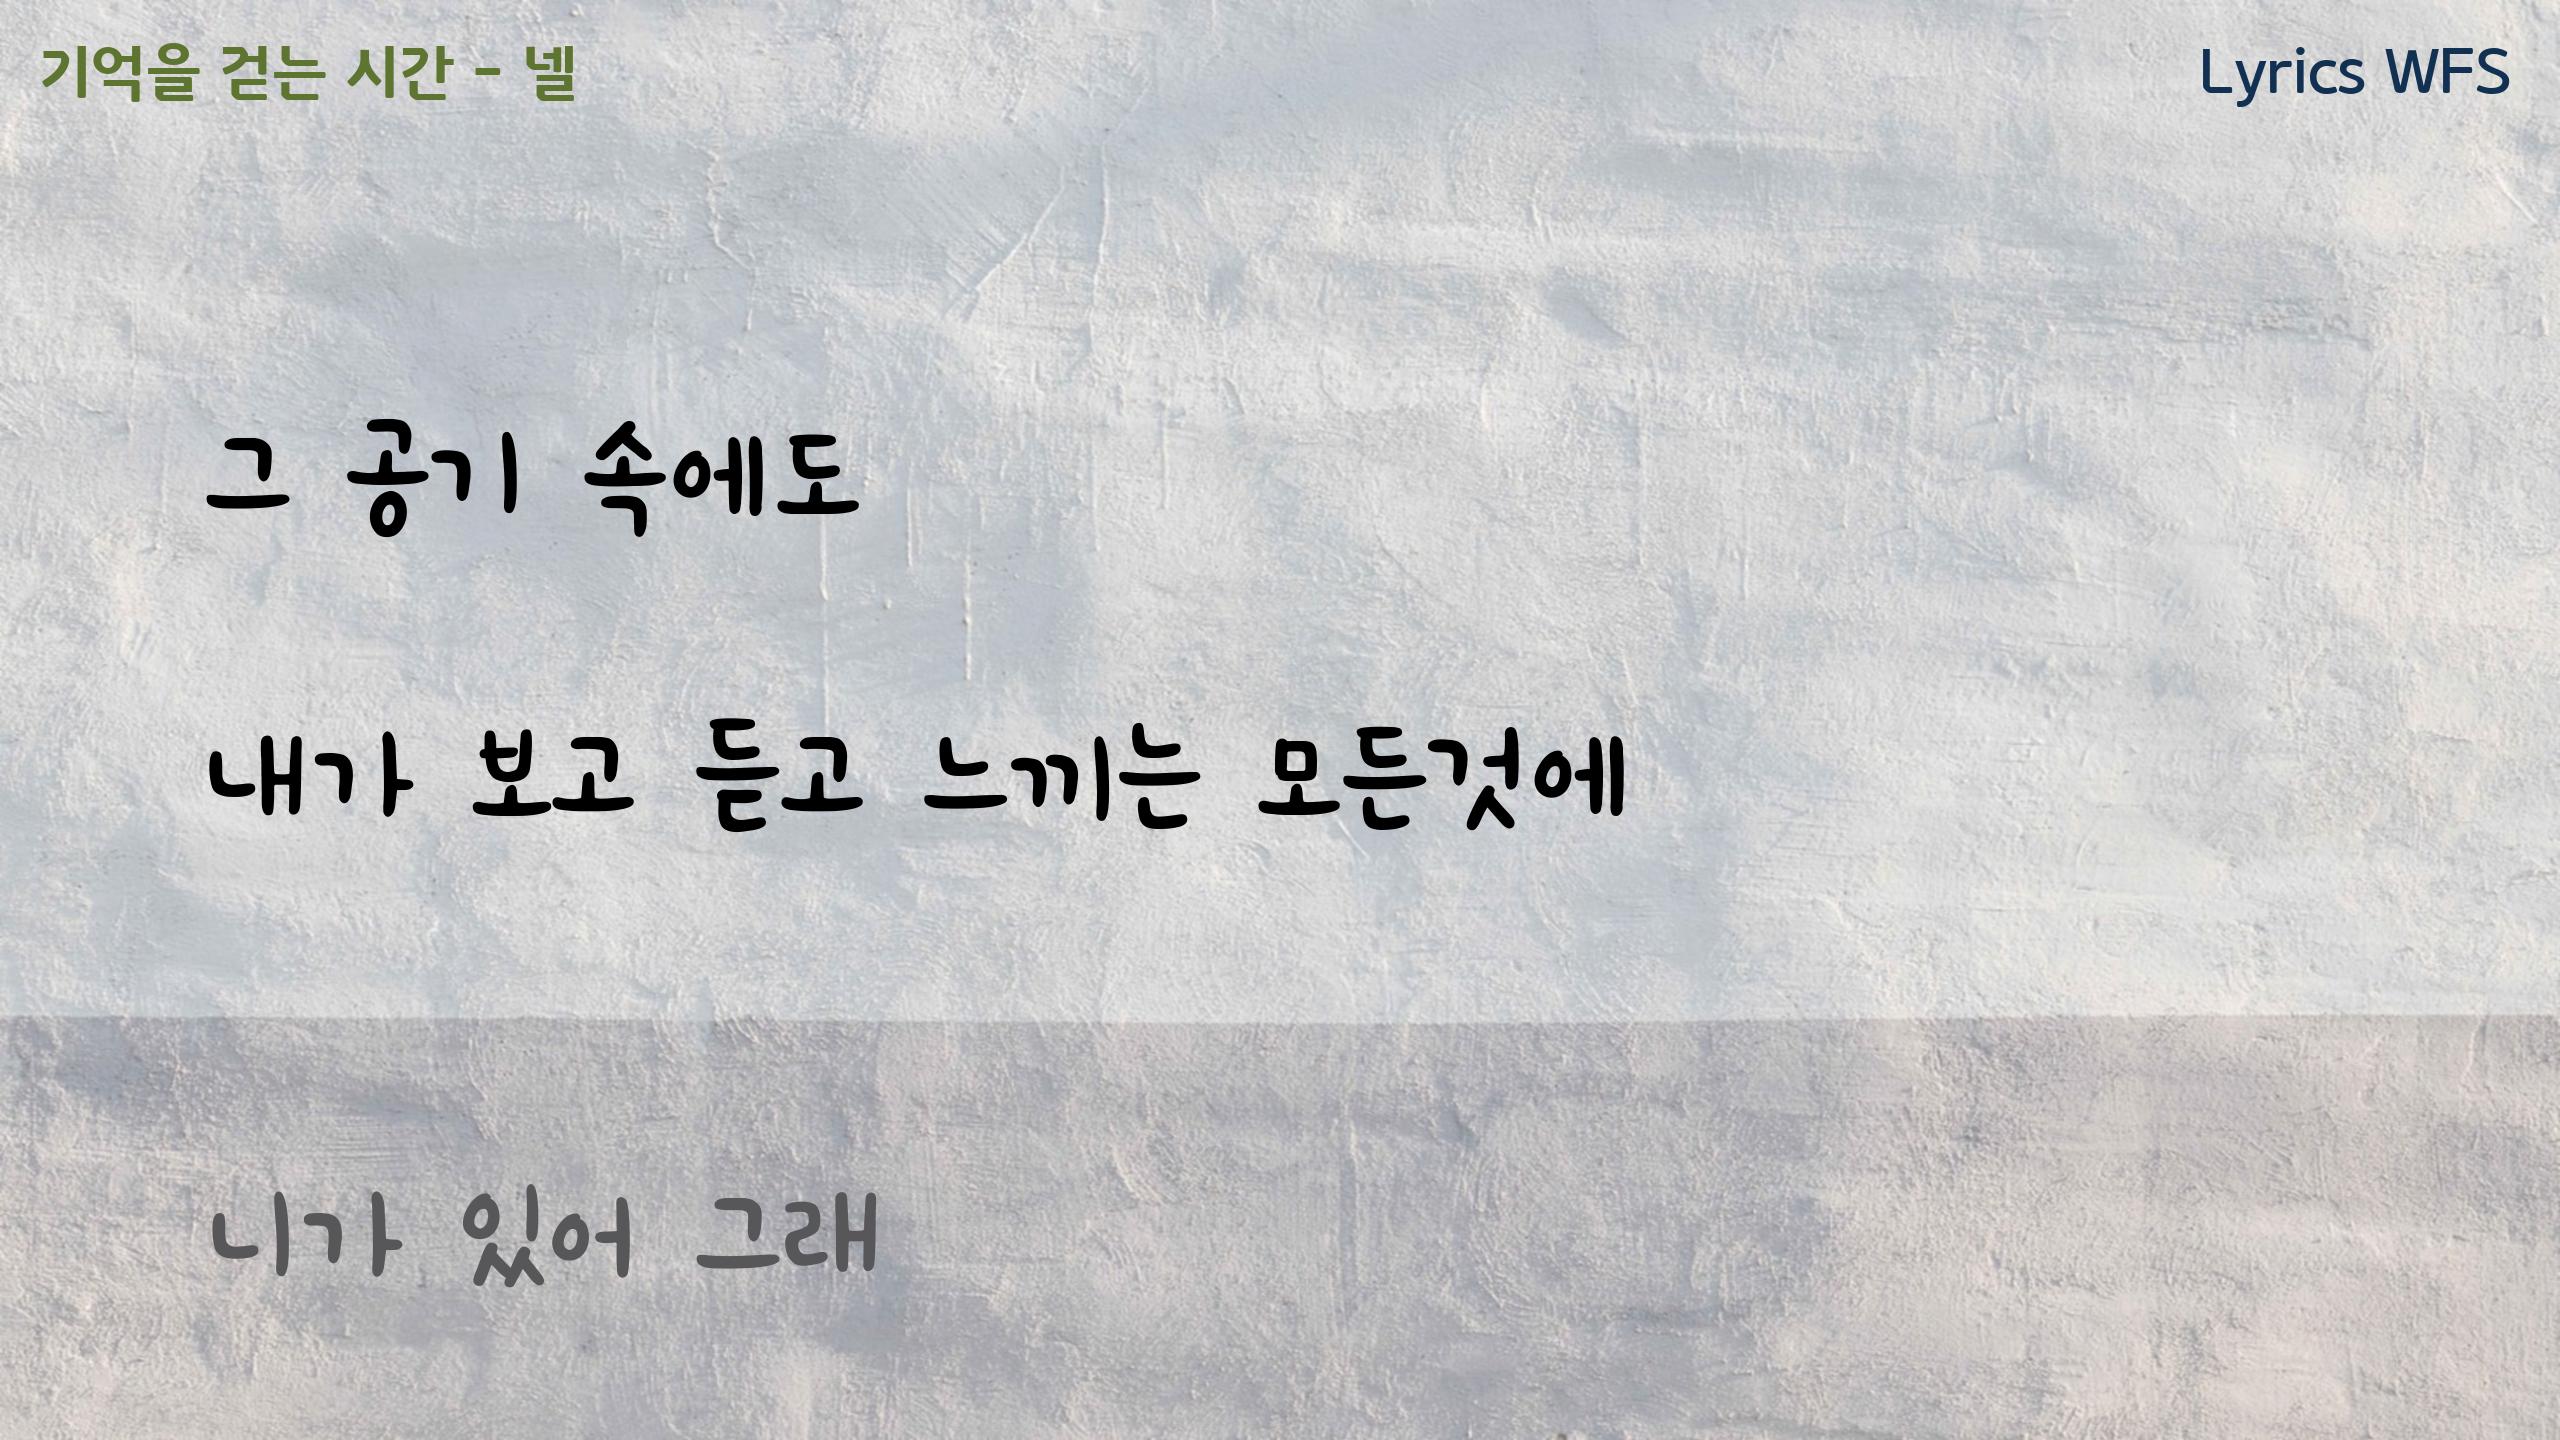 기억을 걷는 시간 - 넬
Lyrics WFS
그 공기 속에도
내가 보고 듣고 느끼는 모든것에
니가 있어 그래